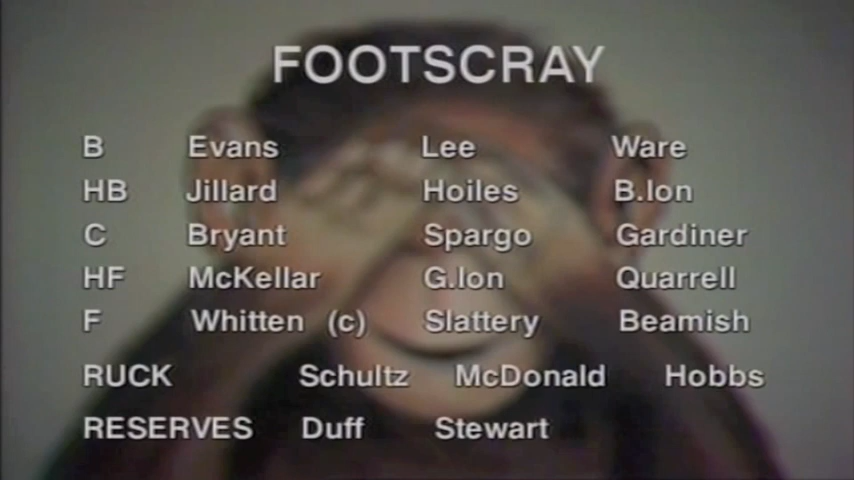 FOOTSCRAY
B Evans Lee Ware
HB Jillard Hoiles B.Ion
C Bryant Spargo Gardiner
HF McKellar G.Ion Quarrell
F Whitten (c) Slattery Beamish
RUCK Schultz McDonald Hobbs
RESERVES Duff Stewart